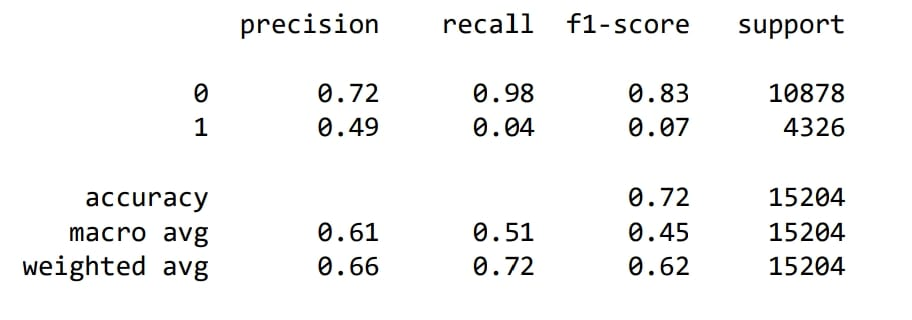 precision recall f1-score support
0 0.72 0.98 0.83 10878
1 0.49 0.04 0.07 4326
accuracy 0.72 15204
macro avg 0.61 0.51 0.45 15204
weighted avg 0.66 0.72 0.62 15204